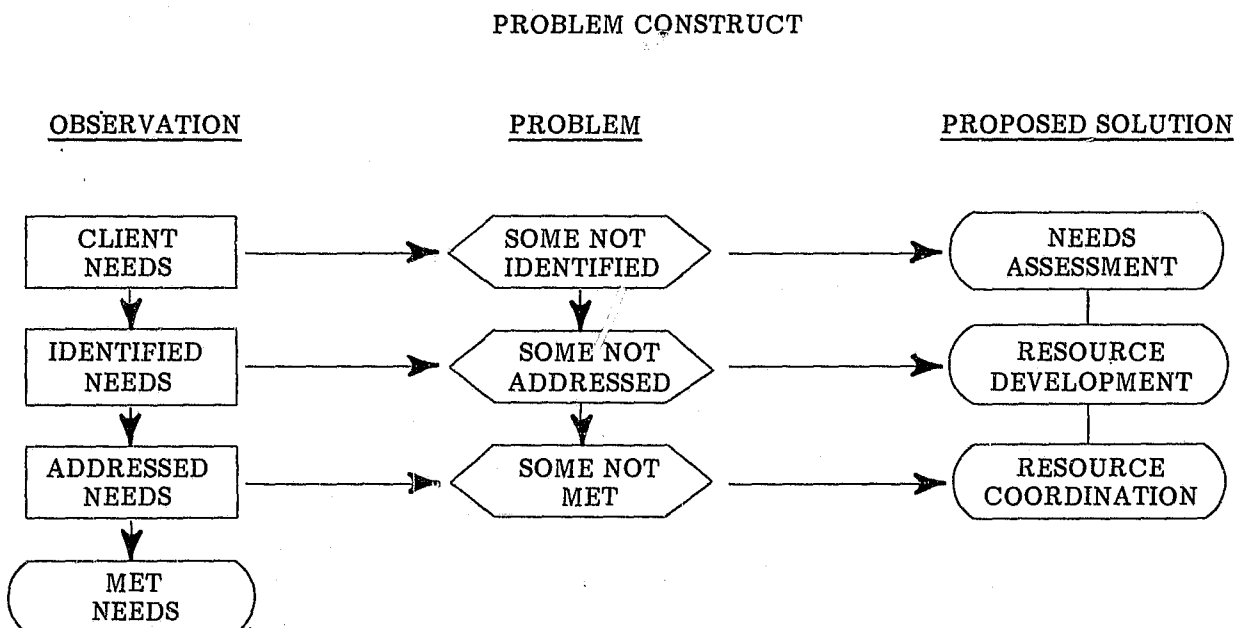 PROBLEM CONSTRUCT
OBSERVATION
PROBLEM
PROPOSED SOLUTION
CLIENT
NEEDS
SOME NOT
IDENTIFIED
NEEDS
ASSESSMENT
IDENTIFIED
NEEDS
SOME NOT
ADDRESSED
RESOURCE
DEVELOPMENT
ADDRESSED
NEEDS
SOME NOT
MET
RESOURCE
COORDINATION
MET
NEEDS